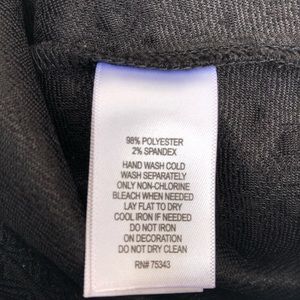 98% POLYESTER
2% SPANDEX
HAND WASH COLD
WASH SEPARATELY
ONLY NON-CHLORINE
BLEACH WHEN NEEDED
LAY FLAT TO DRY
COOL IRON IF NEEDED
DO NOT IRON
ON DECORATION
DO NOT DRY CLEAN
RN# 75343